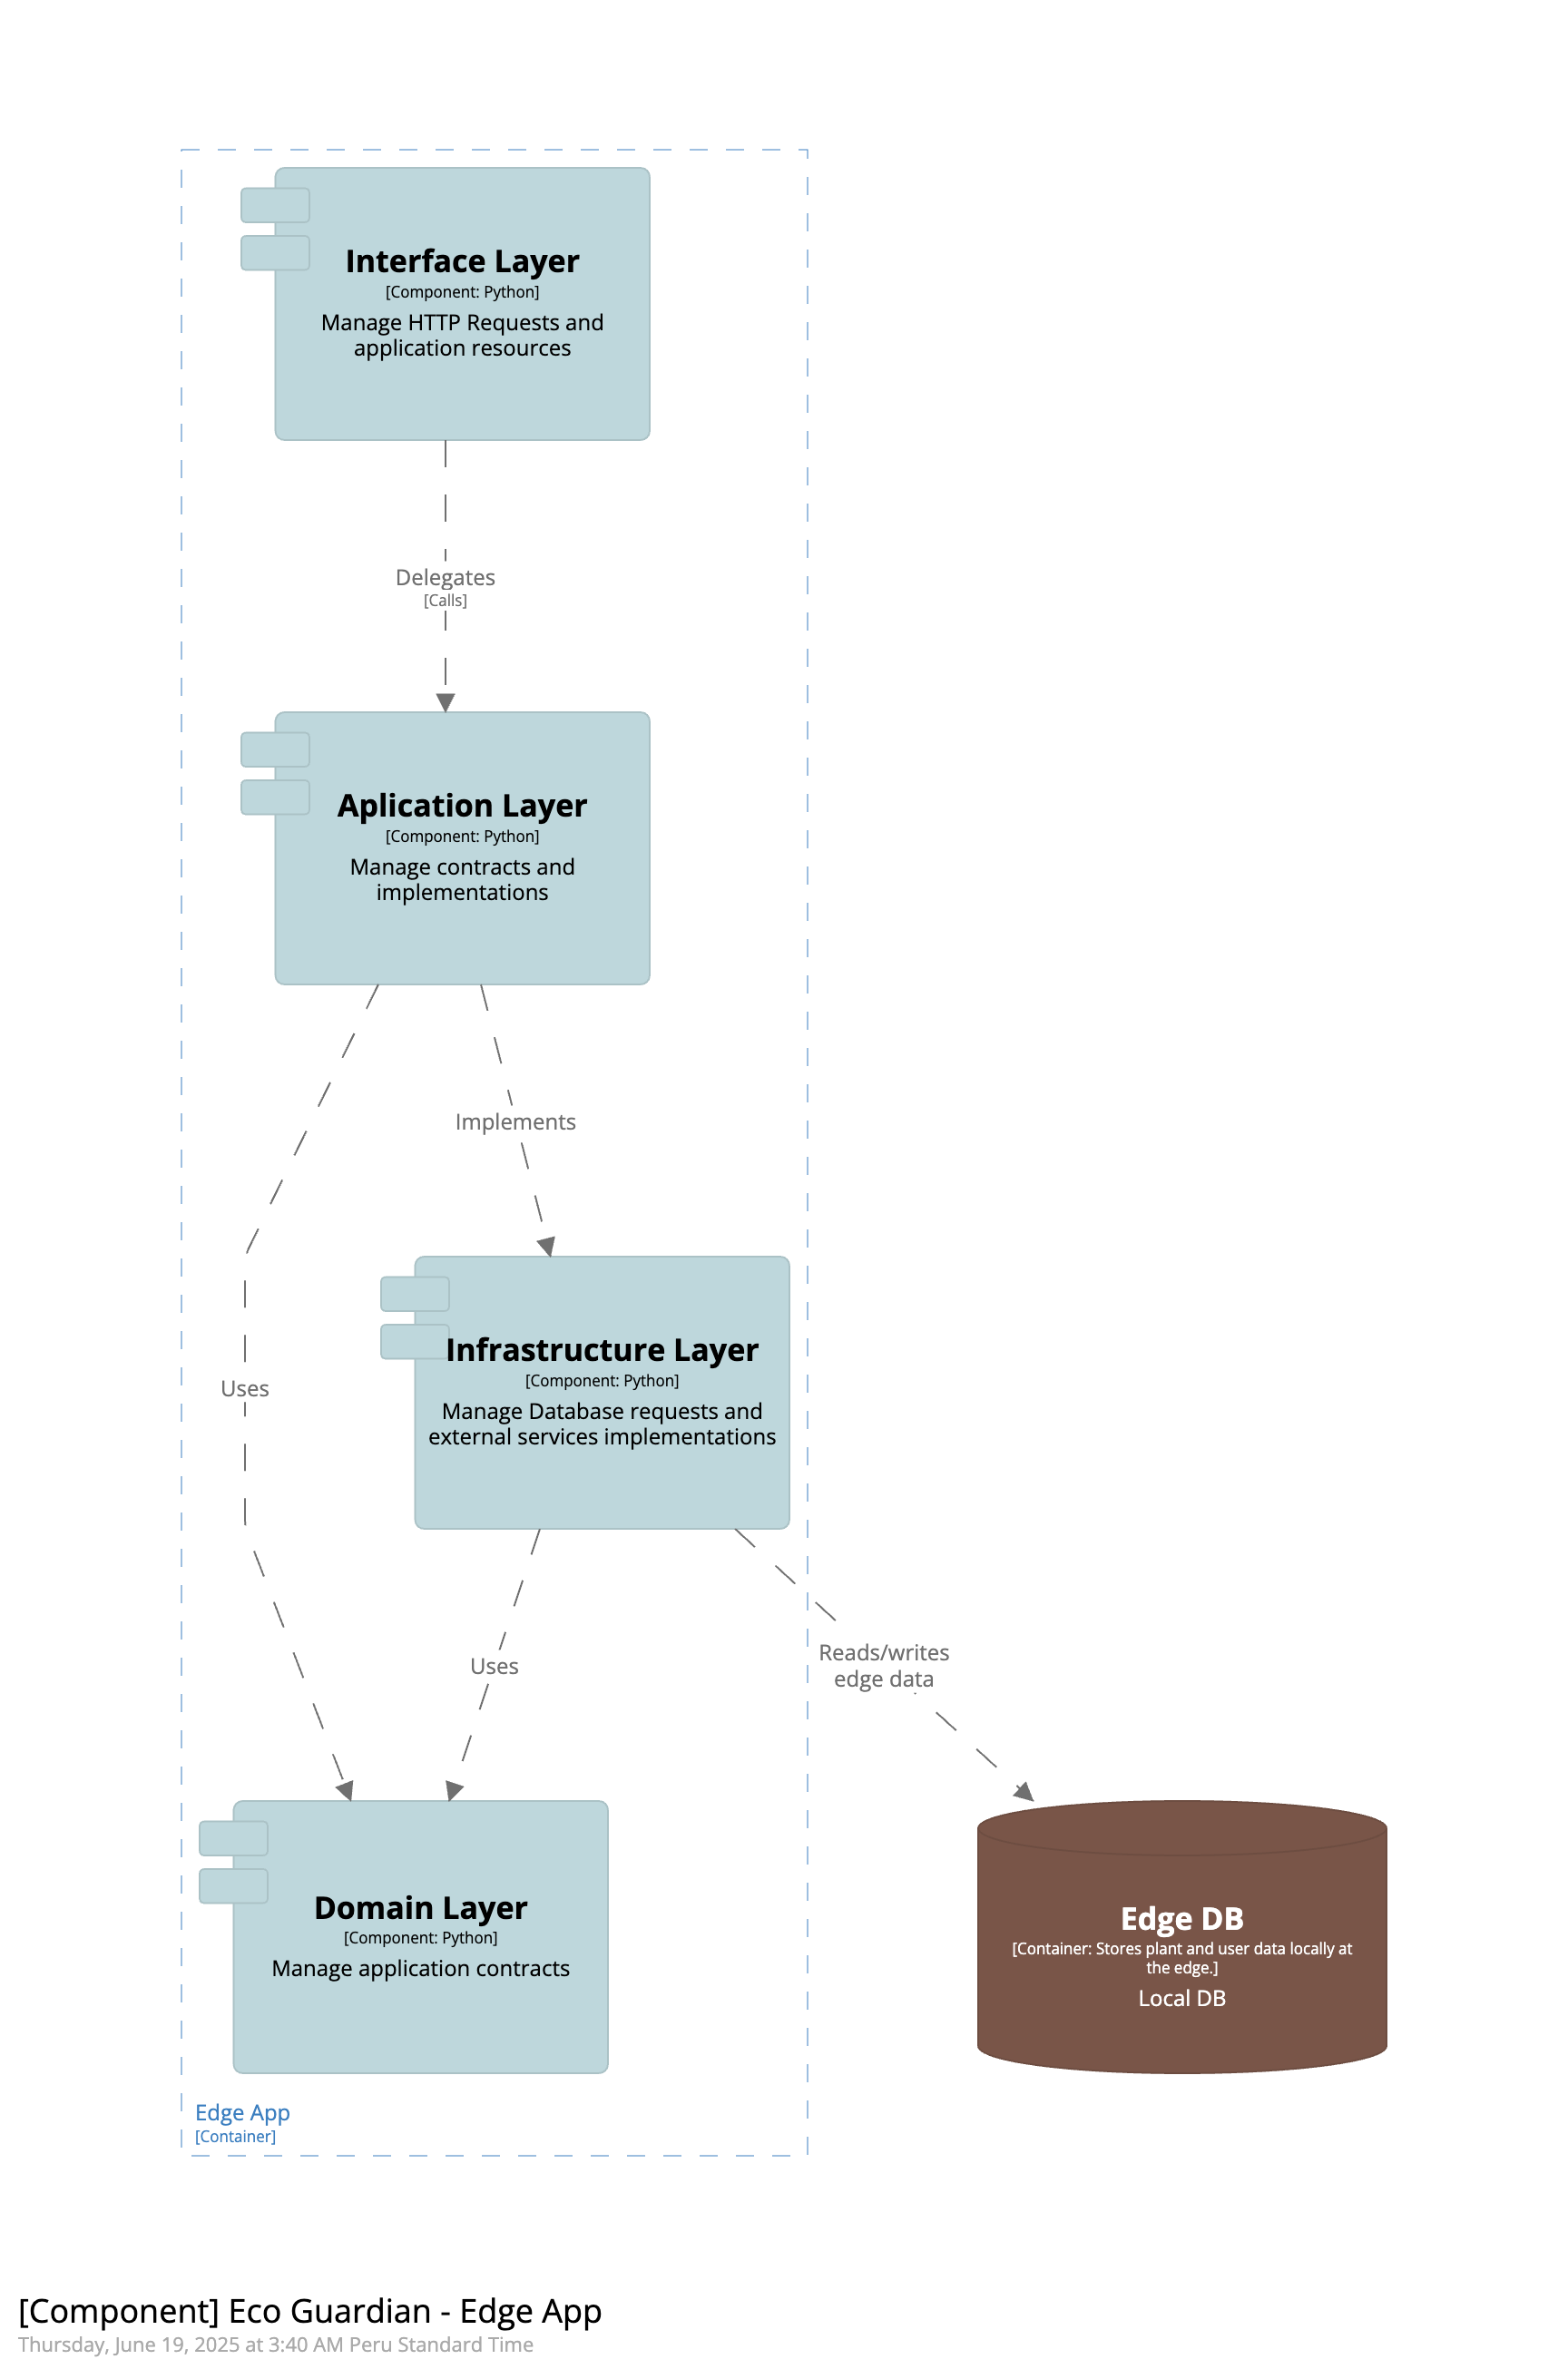 Interface Layer
[Component: Python]
Manage HTTP Requests and
application resources
Delegates
[Calls]
Aplication Layer
[Component: Python]
Manage contracts and
implementations
Implements
Infrastructure Layer
[Component: Python]
Manage Database requests and
external services implementations
Uses
Uses
Reads/writes
edge data
Domain Layer
[Component: Python]
Manage application contracts
Edge DB
[Container: Stores plant and user data locally at
the edge.]
Local DB
Edge App
[Container]
[Component] Eco Guardian - Edge App
Thursday, June 19, 2025 at 3:40 AM Peru Standard Time